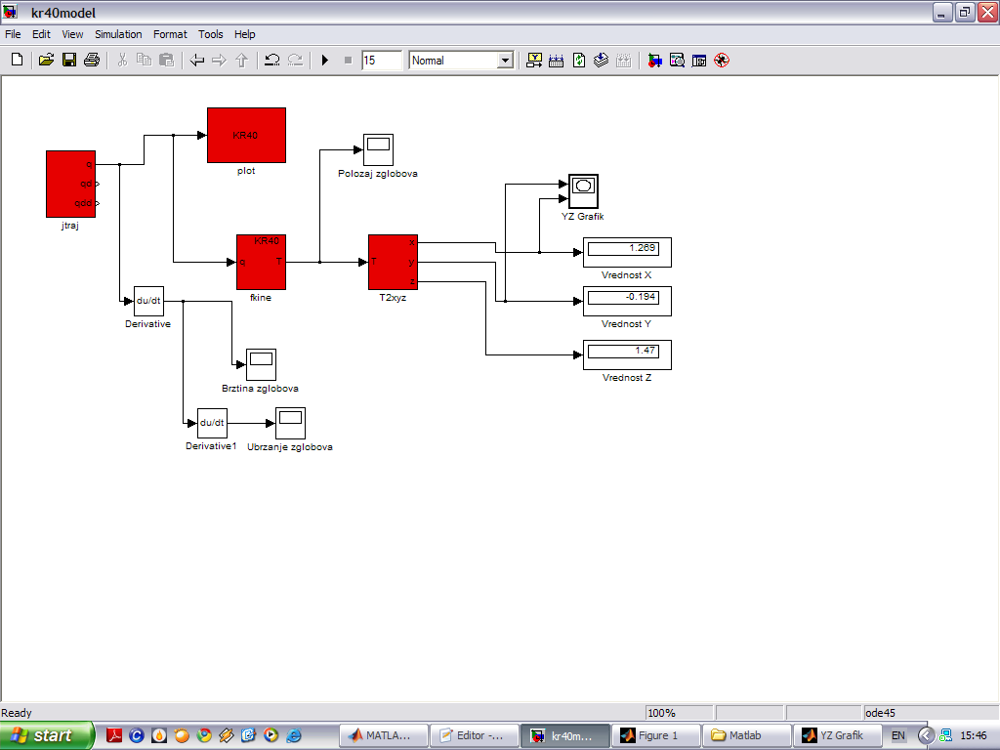 kr40model
File Edit View Simulation Format Tools Help
15 Normal
KR40
plot
q
qd
qdd
jtraj
Polozaj zglobova
YZ Grafik
KR40
q T
fkine
T x
y
z
T2xyz
1.269
Vrednost X
-0.194
Vrednost Y
1.47
Vrednost Z
du/dt
Derivative
Brztina zglobova
du/dt
Derivative1
Ubrzanje zglobova
Ready 100% ode45
start MATLA... Editor -... kr40m... Figure 1 Matlab YZ Grafik EN 15:46